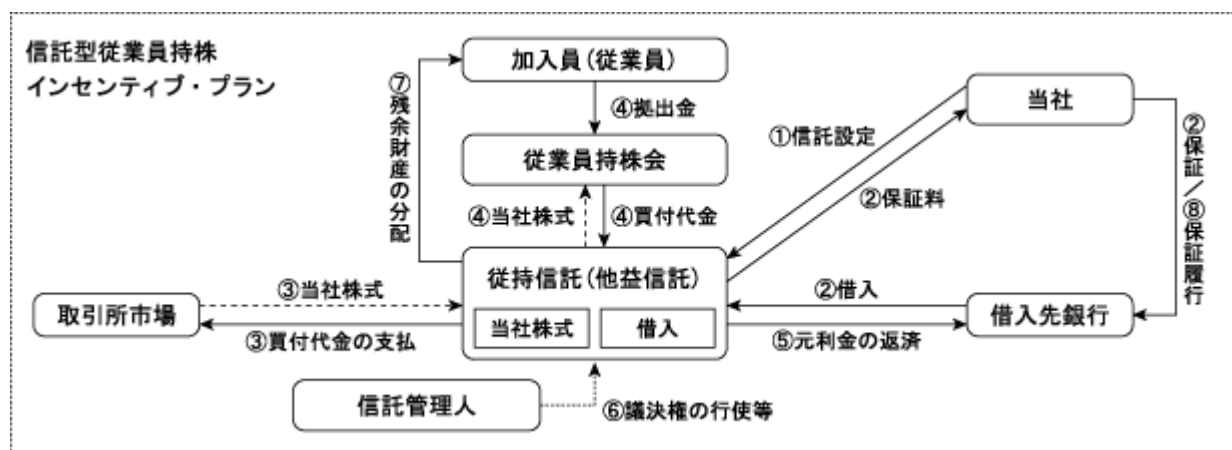 信託型従業員持株
インセンティブ・プラン
加入員(従業員)
⑦残余財産の分配
④拠出金
当社
①信託設定
②保証/⑧保証履行
従業員持株会
②保証料
④当社株式
④買付代金
従持信託(他益信託)
③当社株式
②借入
取引所市場
当社株式
借入
借入先銀行
③買付代金の支払
⑤元利金の返済
信託管理人
⑥議決権の行使等